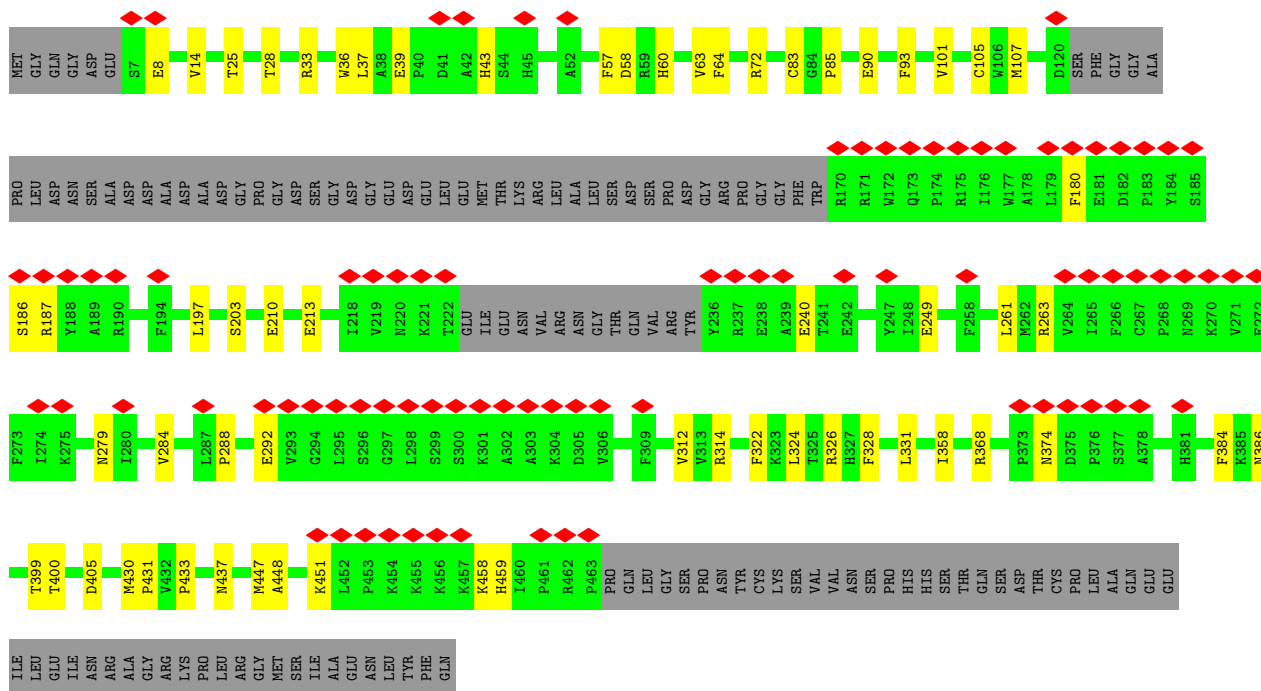 MET GLY GLN GLY ASP GLU S7 E8 V14 T25 T28 R33 W36 L37 A38 E39 P40 D41 A42 H43 S44 H45 A52 F57 D58 R59 H60 V63 F64 R72 C83 G84 P85 E90 F93 V101 C105 W106 M107 D120 SER PHE GLY GLY ALA
PRO LEU ASP ASN SER ALA ASP ASP ALA ASP ALA ASP GLY PRO GLY ASP SER GLY ASP GLY GLU ASP GLU LEU GLU MET THR LYS ARG LEU ALA LEU SER ASP SER PRO ASP GLY ARG PRO GLY GLY PHE TRP R170 R171 W172 Q173 P174 R175 I176 W177 A178 L179 F180 E181 D182 P183 Y184 S185
S186 R187 Y188 A189 R190 F194 L197 S203 E210 E213 I218 V219 N220 K221 T222 GLU ILE GLU ASN VAL ARG ASN GLY THR GLN VAL ARG TYR Y236 R237 E238 A239 E240 T241 E242 Y247 I248 E249 F258 L261 M262 R263 V264 I265 F266 C267 P268 N269 K270 V271
F273 I274 K275 N279 I280 V284 L287 P288 E292 V293 G294 L295 S296 G297 L298 S299 S300 K301 A302 A303 K304 D305 V306 F309 V312 V313 R314 F322 K323 L324 T325 R326 H327 F328 L331 I358 R368 P373 N374 D375 P376 S377 A378 H381 F384 K385 N386
T399 T400 D405 M430 P431 V432 P433 N437 M447 A448 K451 L452 P453 K454 K455 K456 K457 K458 H459 I460 P461 R462 P463 PRO GLN LEU GLY SER PRO ASN TYR CYS LYS SER VAL VAL ASN SER PRO HIS HIS SER THR GLN SER ASP THR CYS PRO LEU ALA GLN GLU GLU
ILE LEU GLU ILE ASN ARG ALA GLY ARG LYS PRO LEU ARG GLY MET SER ILE ALA GLU ASN LEU TYR PHE GLN